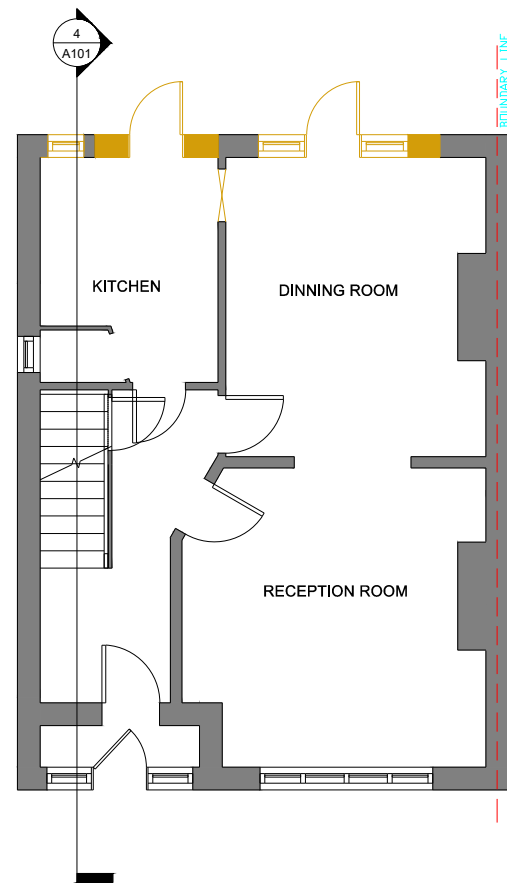 4
A101
BOUNDARY LINE
KITCHEN
DINNING ROOM
RECEPTION ROOM